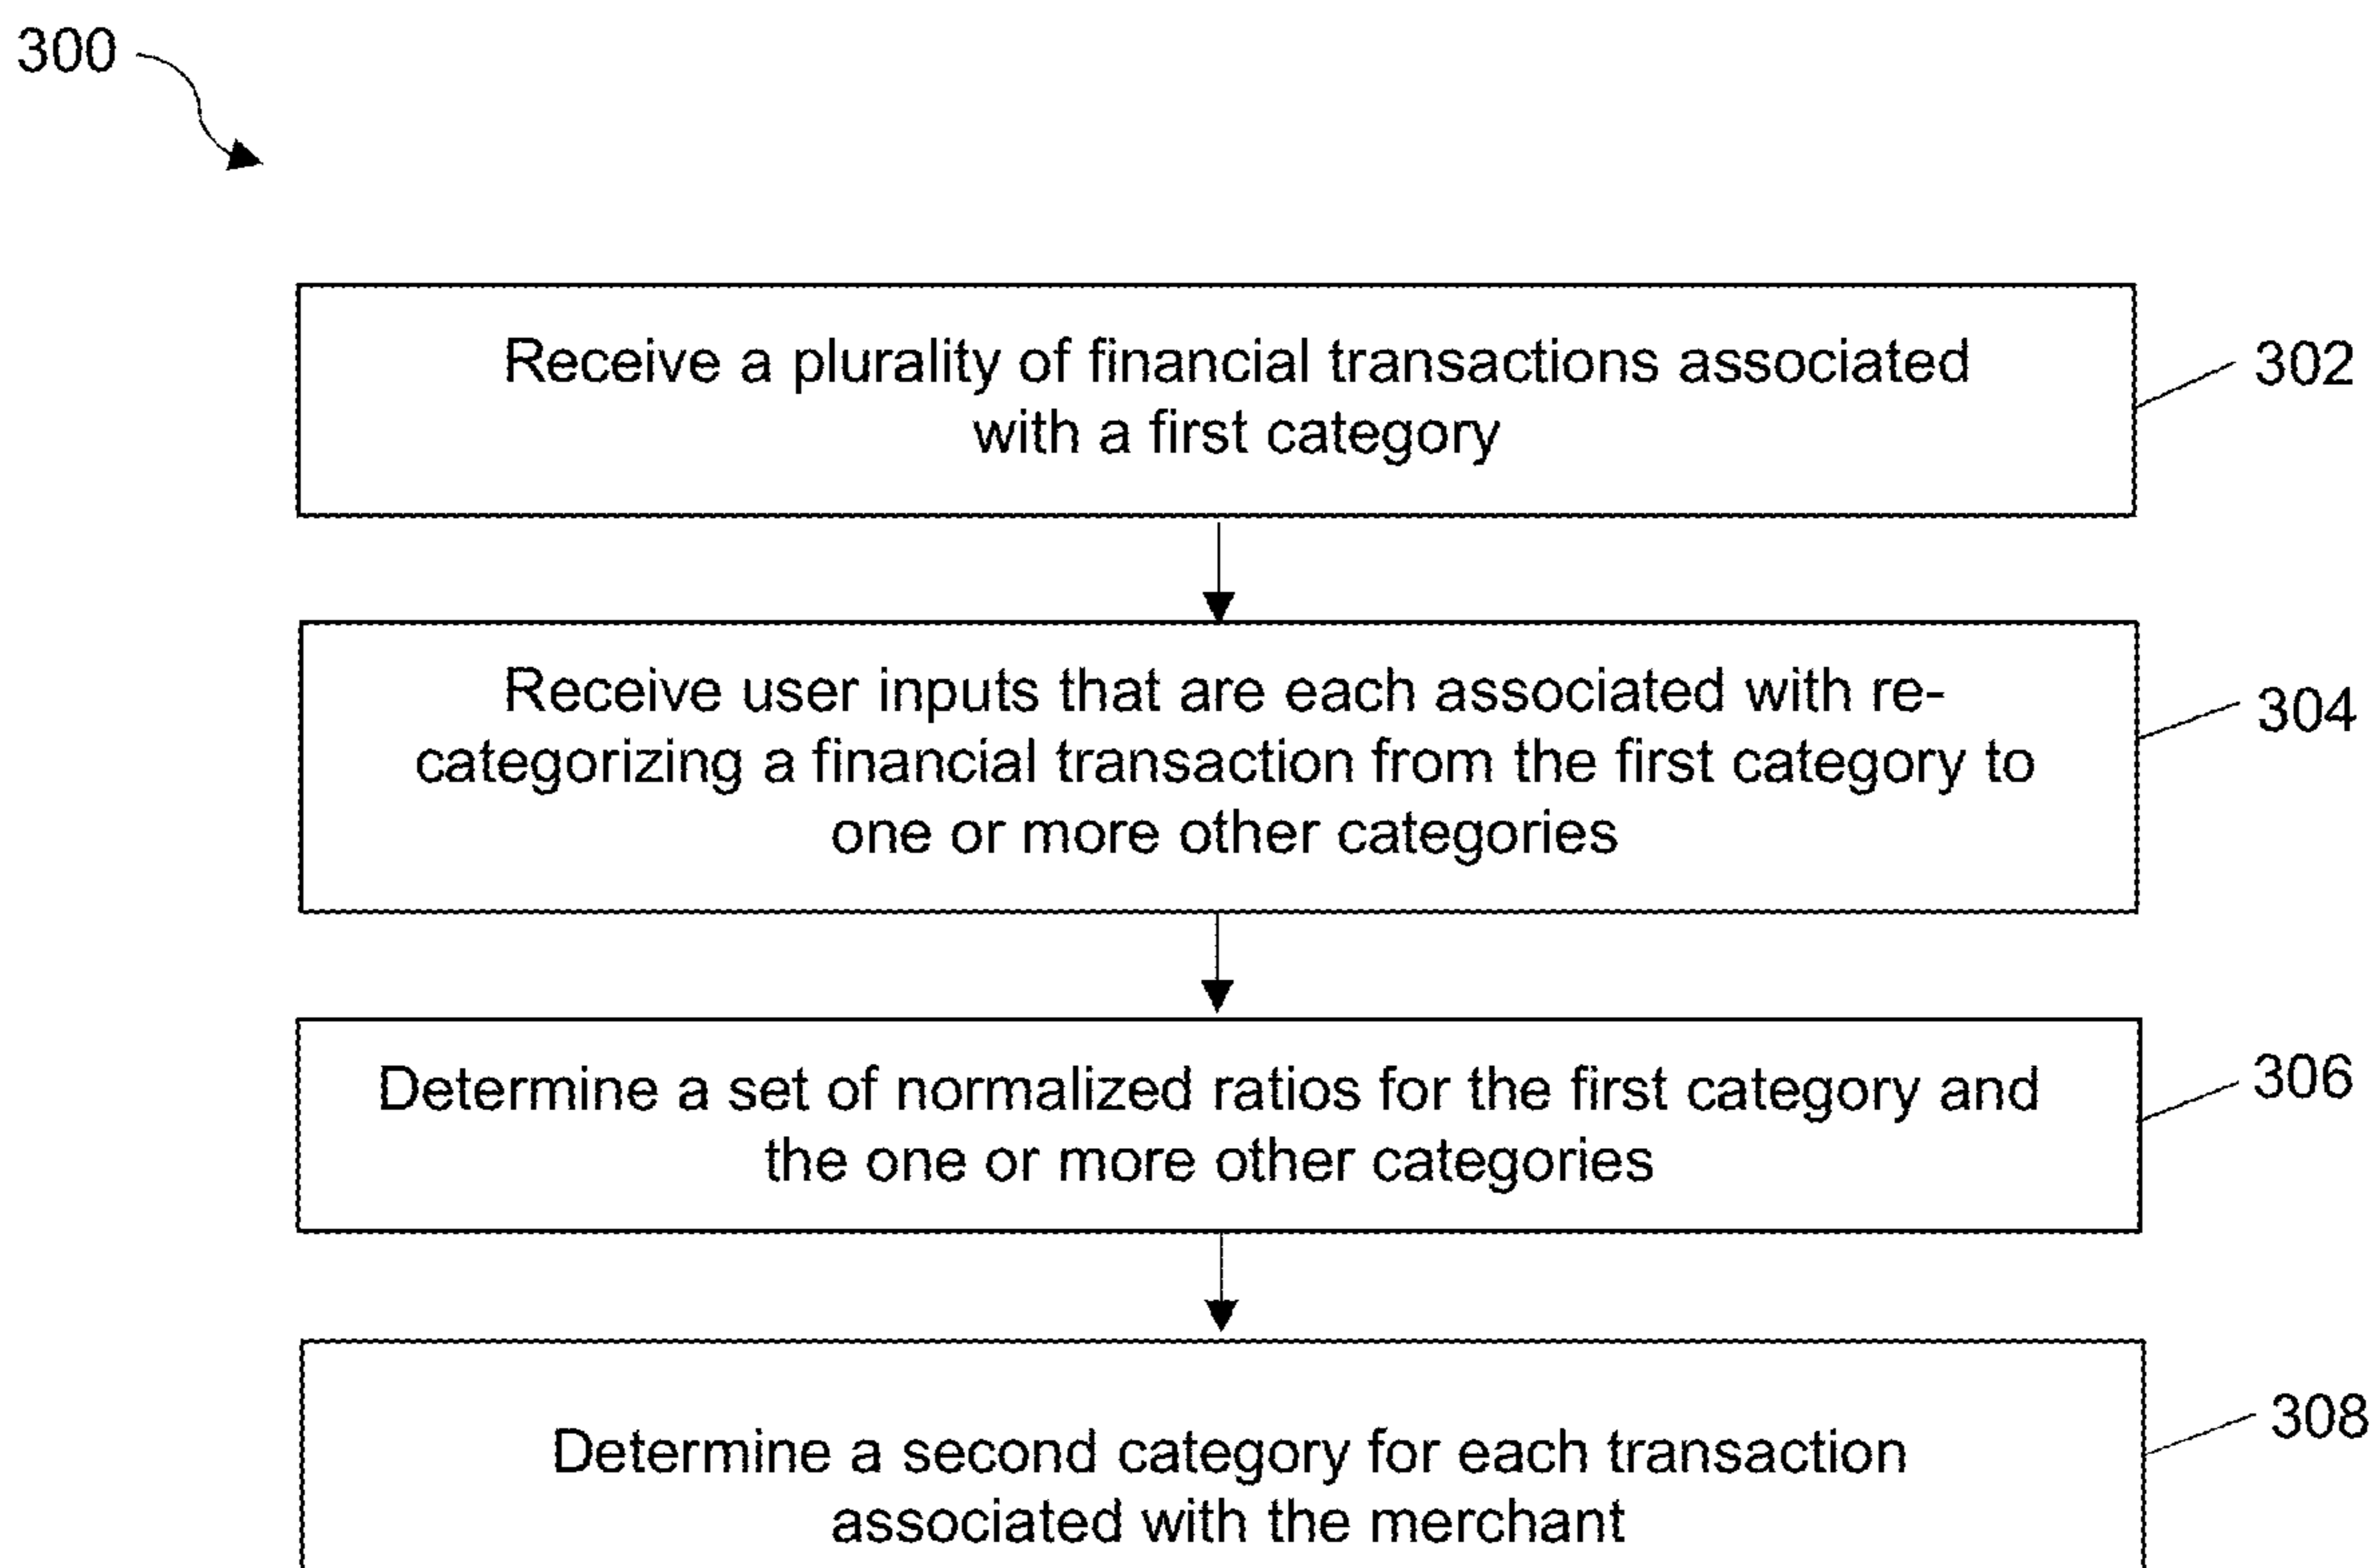 300
Receive a plurality of financial transactions associated
with a first category
302
Receive user inputs that are each associated with re-
categorizing a financial transaction from the first category to
one or more other categories
304
Determine a set of normalized ratios for the first category and
the one or more other categories
306
Determine a second category for each transaction
associated with the merchant
308